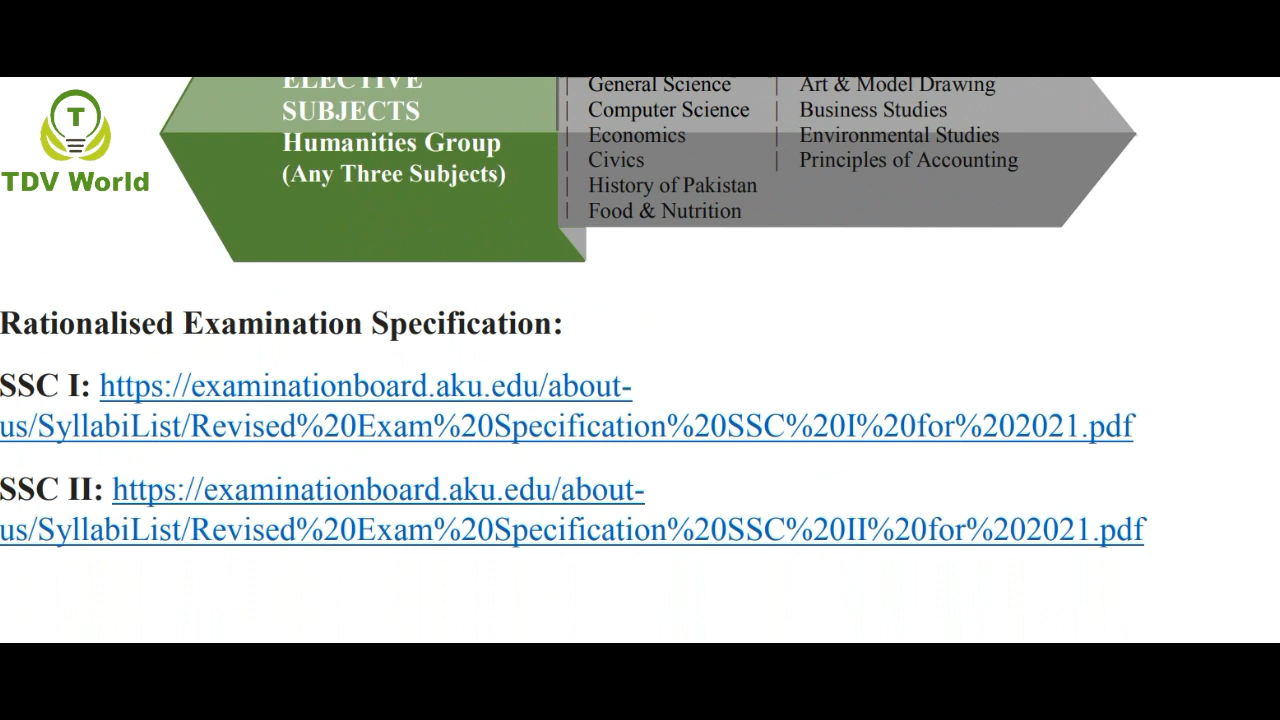 T
TDV World
ELECTIVE
SUBJECTS
Humanities Group
(Any Three Subjects)
General Science
Computer Science
Economics
Civics
History of Pakistan
Food & Nutrition
Art & Model Drawing
Business Studies
Environmental Studies
Principles of Accounting
Rationalised Examination Specification:
SSC I: https://examinationboard.aku.edu/about-
us/SyllabiList/Revised%20Exam%20Specification%20SSC%20I%20for%202021.pdf
SSC II: https://examinationboard.aku.edu/about-
us/SyllabiList/Revised%20Exam%20Specification%20SSC%20II%20for%202021.pdf